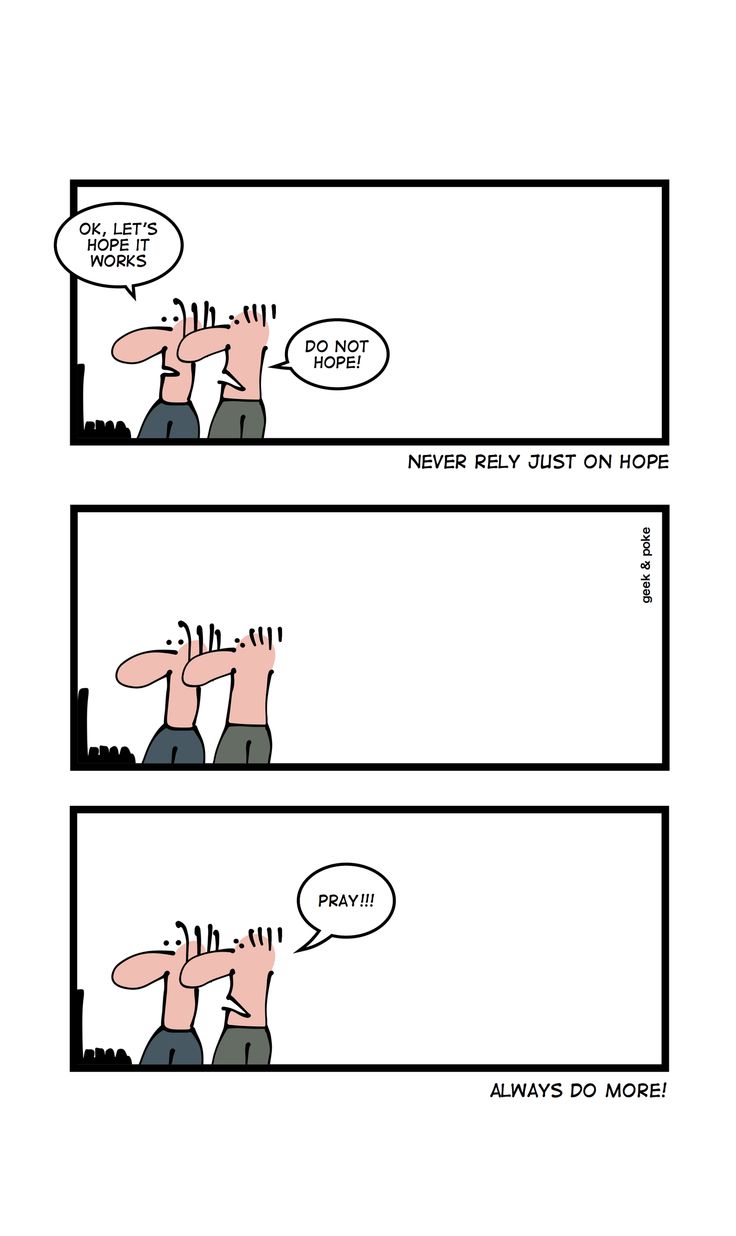 OK, LET'S
HOPE IT
WORKS
DO NOT
HOPE!
NEVER RELY JUST ON HOPE
geek & poke
PRAY!!!
ALWAYS DO MORE!